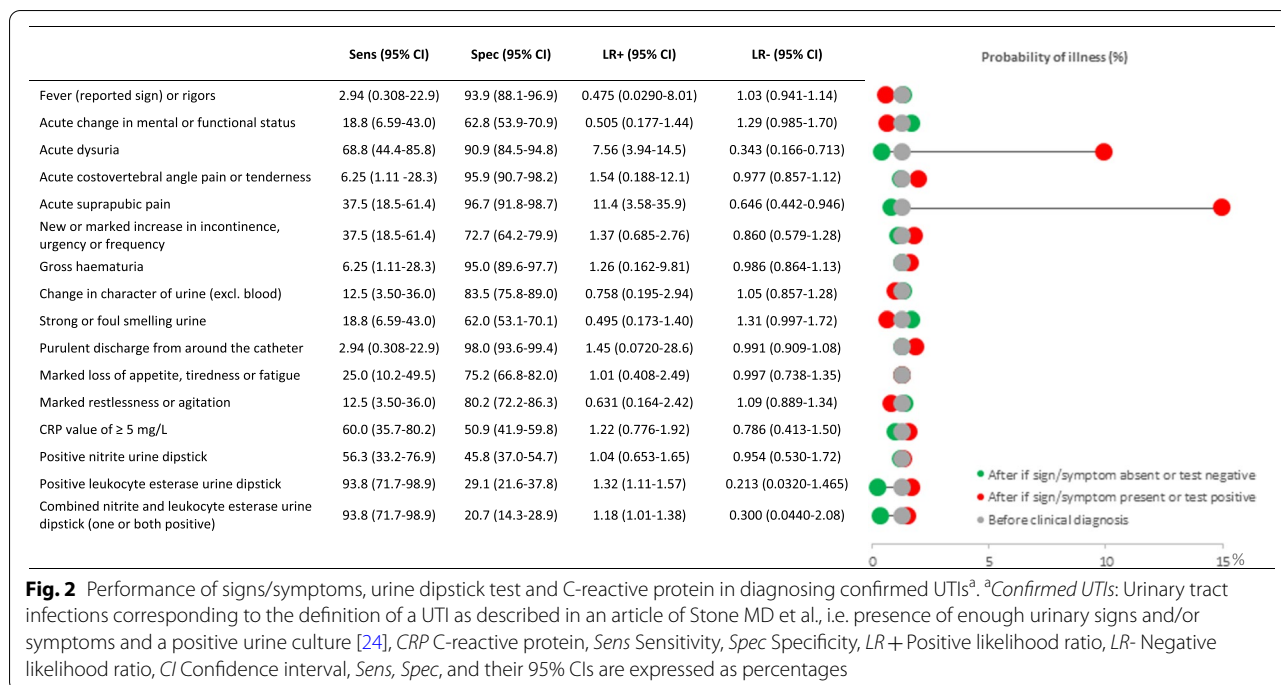 Sens (95% CI) Spec (95% CI) LR+ (95% CI) LR- (95% CI) Probability of illness (%)
Fever (reported sign) or rigors 2.94 (0.308-22.9) 93.9 (88.1-96.9) 0.475 (0.0290-8.01) 1.03 (0.941-1.14)
Acute change in mental or functional status 18.8 (6.59-43.0) 62.8 (53.9-70.9) 0.505 (0.177-1.44) 1.29 (0.985-1.70)
Acute dysuria 68.8 (44.4-85.8) 90.9 (84.5-94.8) 7.56 (3.94-14.5) 0.343 (0.166-0.713)
Acute costovertebral angle pain or tenderness 6.25 (1.11 -28.3) 95.9 (90.7-98.2) 1.54 (0.188-12.1) 0.977 (0.857-1.12)
Acute suprapubic pain 37.5 (18.5-61.4) 96.7 (91.8-98.7) 11.4 (3.58-35.9) 0.646 (0.442-0.946)
New or marked increase in incontinence,
urgency or frequency 37.5 (18.5-61.4) 72.7 (64.2-79.9) 1.37 (0.685-2.76) 0.860 (0.579-1.28)
Gross haematuria 6.25 (1.11-28.3) 95.0 (89.6-97.7) 1.26 (0.162-9.81) 0.986 (0.864-1.13)
Change in character of urine (excl. blood) 12.5 (3.50-36.0) 83.5 (75.8-89.0) 0.758 (0.195-2.94) 1.05 (0.857-1.28)
Strong or foul smelling urine 18.8 (6.59-43.0) 62.0 (53.1-70.1) 0.495 (0.173-1.40) 1.31 (0.997-1.72)
Purulent discharge from around the catheter 2.94 (0.308-22.9) 98.0 (93.6-99.4) 1.45 (0.0720-28.6) 0.991 (0.909-1.08)
Marked loss of appetite, tiredness or fatigue 25.0 (10.2-49.5) 75.2 (66.8-82.0) 1.01 (0.408-2.49) 0.997 (0.738-1.35)
Marked restlessness or agitation 12.5 (3.50-36.0) 80.2 (72.2-86.3) 0.631 (0.164-2.42) 1.09 (0.889-1.34)
CRP value of ≥ 5 mg/L 60.0 (35.7-80.2) 50.9 (41.9-59.8) 1.22 (0.776-1.92) 0.786 (0.413-1.50)
Positive nitrite urine dipstick 56.3 (33.2-76.9) 45.8 (37.0-54.7) 1.04 (0.653-1.65) 0.954 (0.530-1.72)
Positive leukocyte esterase urine dipstick 93.8 (71.7-98.9) 29.1 (21.6-37.8) 1.32 (1.11-1.57) 0.213 (0.0320-1.465)
Combined nitrite and leukocyte esterase urine
dipstick (one or both positive) 93.8 (71.7-98.9) 20.7 (14.3-28.9) 1.18 (1.01-1.38) 0.300 (0.0440-2.08)
After if sign/symptom absent or test negative
After if sign/symptom present or test positive
Before clinical diagnosis
0 5 10 15 %
Fig. 2 Performance of signs/symptoms, urine dipstick test and C-reactive protein in diagnosing confirmed UTIsᵃ. ᵃConfirmed UTIs: Urinary tract
infections corresponding to the definition of a UTI as described in an article of Stone MD et al., i.e. presence of enough urinary signs and/or
symptoms and a positive urine culture [24], CRP C-reactive protein, Sens Sensitivity, Spec Specificity, LR+ Positive likelihood ratio, LR- Negative
likelihood ratio, CI Confidence interval, Sens, Spec, and their 95% CIs are expressed as percentages